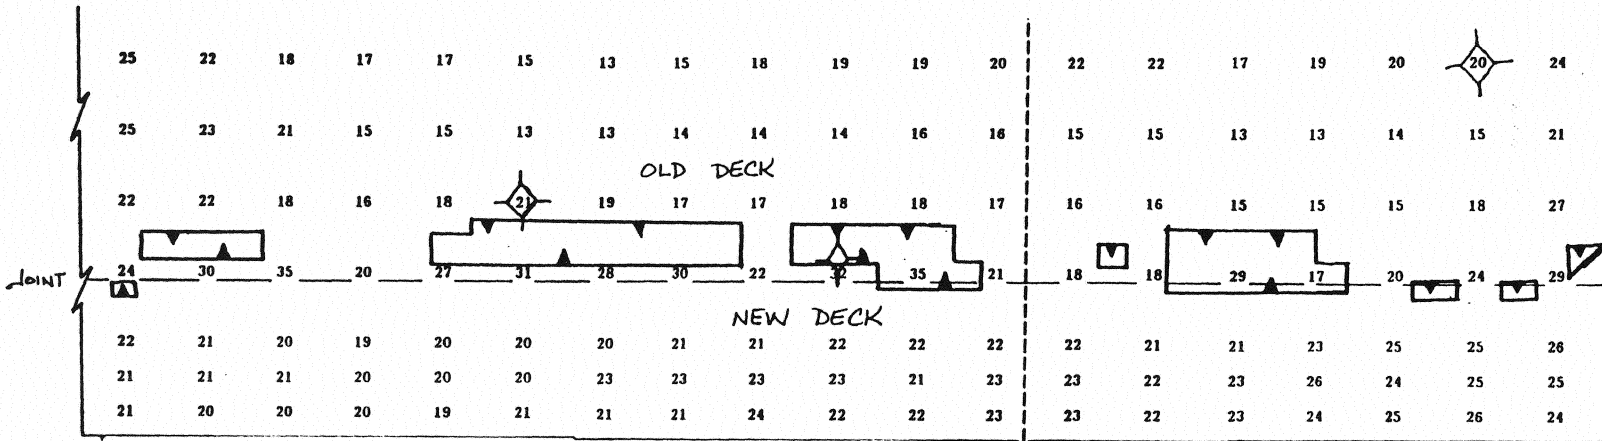 25 22 18 17 17 15 13 15 18 19 19 20 22 22 17 19 20 20 24
25 23 21 15 15 13 13 14 14 14 16 16 15 15 13 13 14 15 21
OLD DECK
22 22 18 16 18 21 19 17 17 18 18 17 16 16 15 15 15 18 27
JOINT 24 30 35 20 27 31 28 30 22 32 35 21 18 18 29 17 20 24 29
NEW DECK
22 21 20 19 20 20 20 21 21 22 22 22 22 21 21 23 25 25 26
21 21 21 20 20 20 23 23 23 23 21 23 23 22 23 26 24 25 25
21 20 20 20 19 21 21 21 24 22 22 23 23 22 23 24 25 26 24